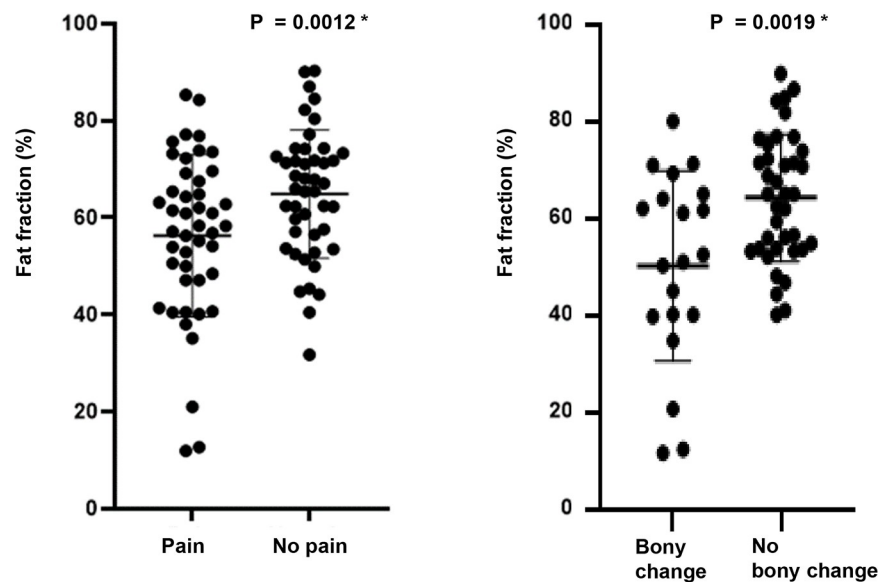 P = 0.0012 *
Fat fraction (%)
100
80
60
40
20
0
Pain
No pain
P = 0.0019 *
Fat fraction (%)
100
80
60
40
20
0
Bony
change
No
bony change